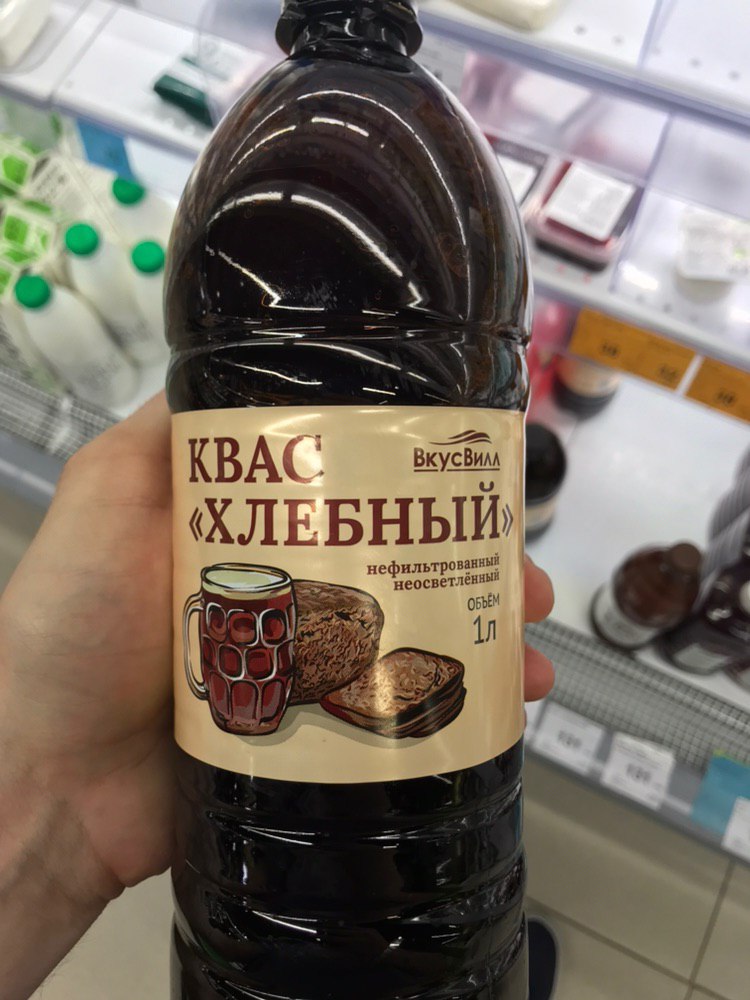 КВАС
ВкусВилл
«ХЛЕБНЫЙ»
нефильтрованный
неосветлённый
ОБЪЁМ
1л